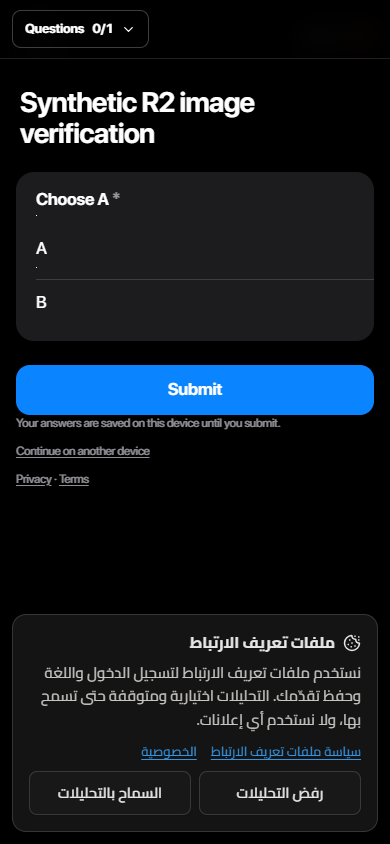 Questions 0/1
Synthetic R2 image
verification
Choose A *
A
B
Submit
Your answers are saved on this device until you submit.
Continue on another device
Privacy · Terms
ملفات تعريف الارتباط
نستخدم ملفات تعريف الارتباط لتسجيل الدخول واللغة
وحفظ تقدّمك. التحليلات اختيارية ومتوقفة حتى تسمح
بها، ولا نستخدم أي إعلانات.
سياسة ملفات تعريف الارتباط الخصوصية
رفض التحليلات السماح بالتحليلات